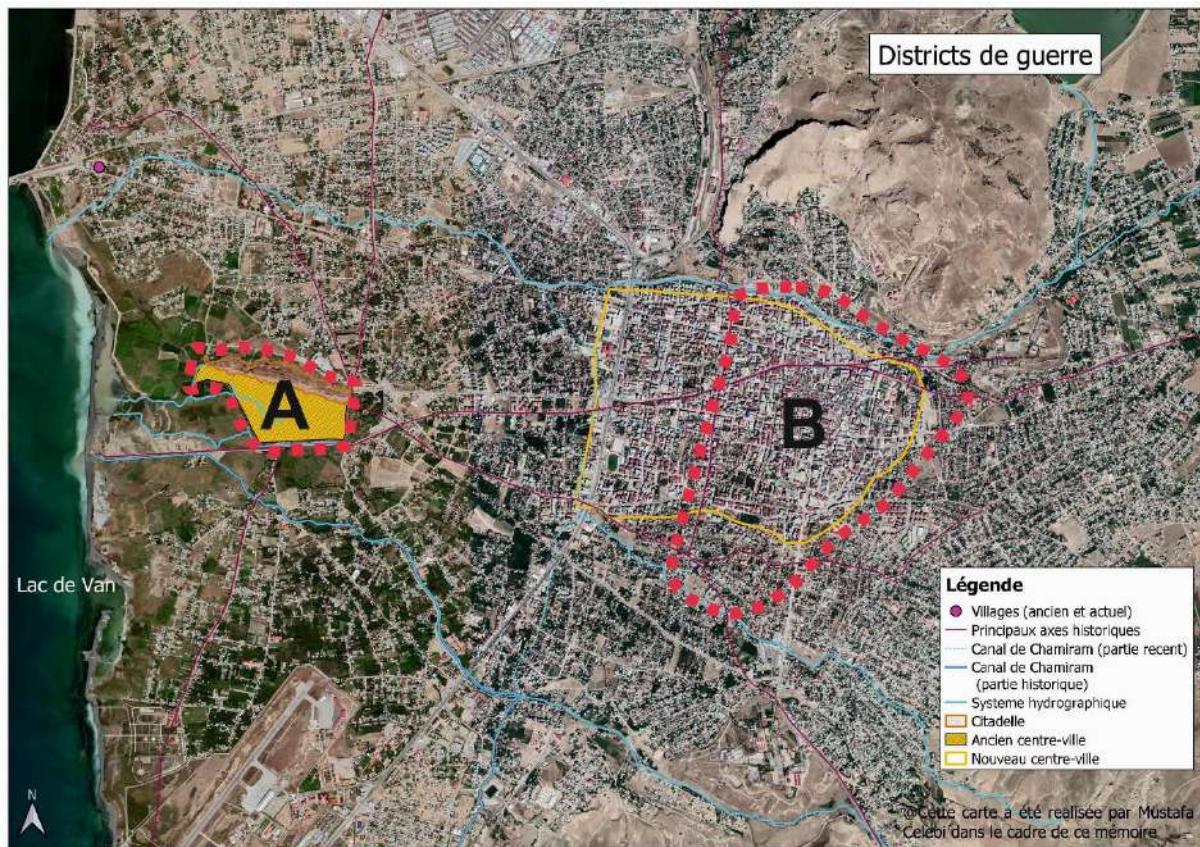 Districts de guerre
A
B
Lac de Van
Légende
Villages (ancien et actuel)
Principaux axes historiques
Canal de Chamiram (partie recent)
Canal de Chamiram
(partie historique)
Systeme hydrographique
Citadelle
Ancien centre-ville
Nouveau centre-ville
N
@Cette carte a été realisée par Mustafa
Celebi dans le cadre de ce mémoire